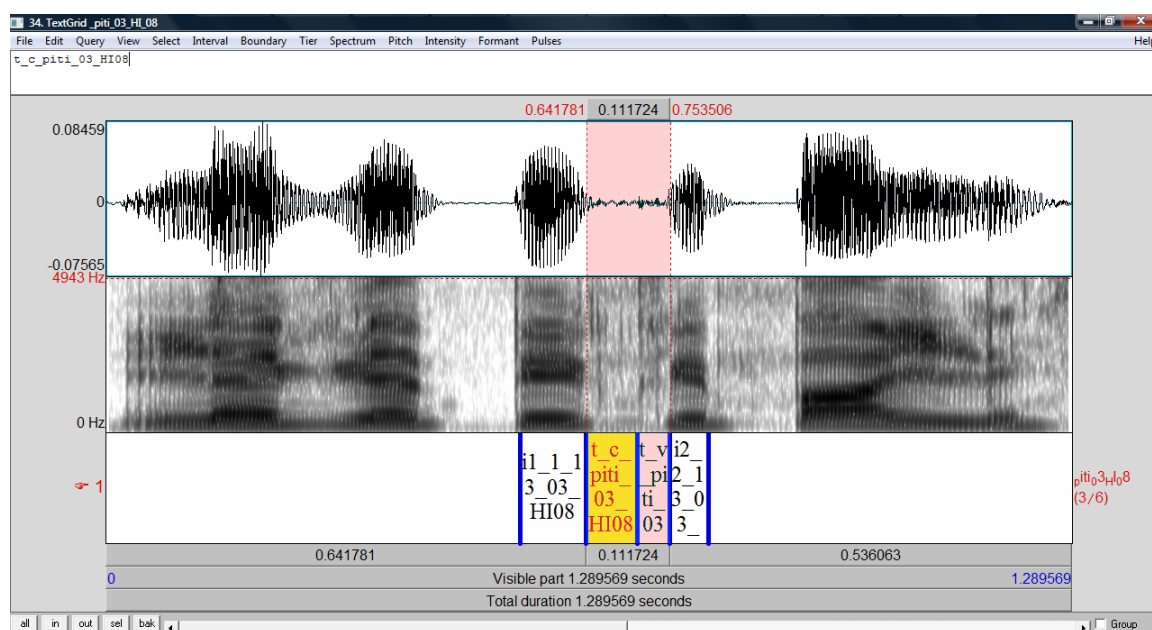 34. TextGrid _piti_03_HI_08
File Edit Query View Select Interval Boundary Tier Spectrum Pitch Intensity Formant Pulses Help
t_c_piti_03_HI08
0.641781 0.111724 0.753506
0.08459
0
-0.07565
4943 Hz
0 Hz
i1_1_1
3_03_
HI08
t_c_
piti_
03_
HI08
t_v
_pi
ti_
03
i2_
2_1
3_0
3_
☞ 1
piti03HI08
(3/6)
0.641781 0.111724 0.536063
0 Visible part 1.289569 seconds 1.289569
Total duration 1.289569 seconds
all in out sel bak Group